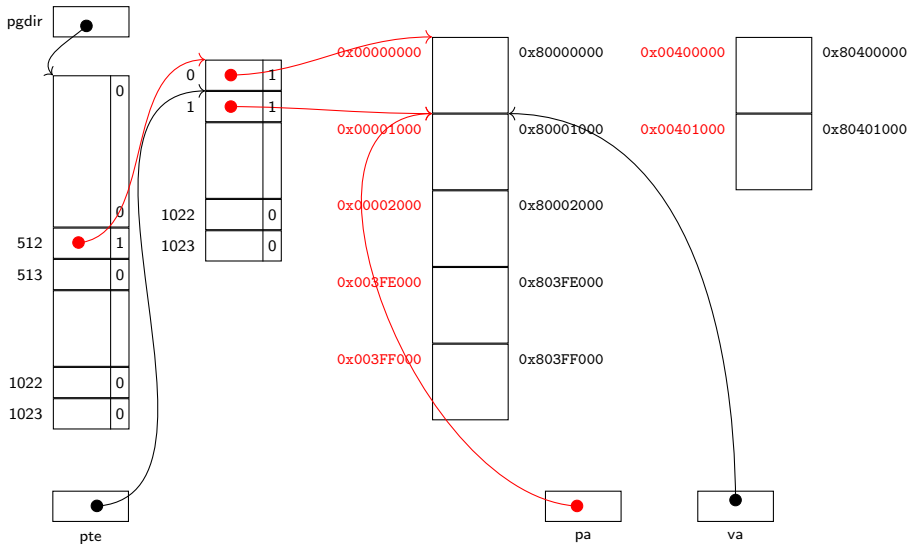 pgdir
0
0
512 1
513 0
1022 0
1023 0
pte
0 1
1 1
1022 0
1023 0
0x00000000 0x80000000
0x00001000 0x80001000
0x00002000 0x80002000
0x003FE000 0x803FE000
0x003FF000 0x803FF000
0x00400000 0x80400000
0x00401000 0x80401000
pa
va